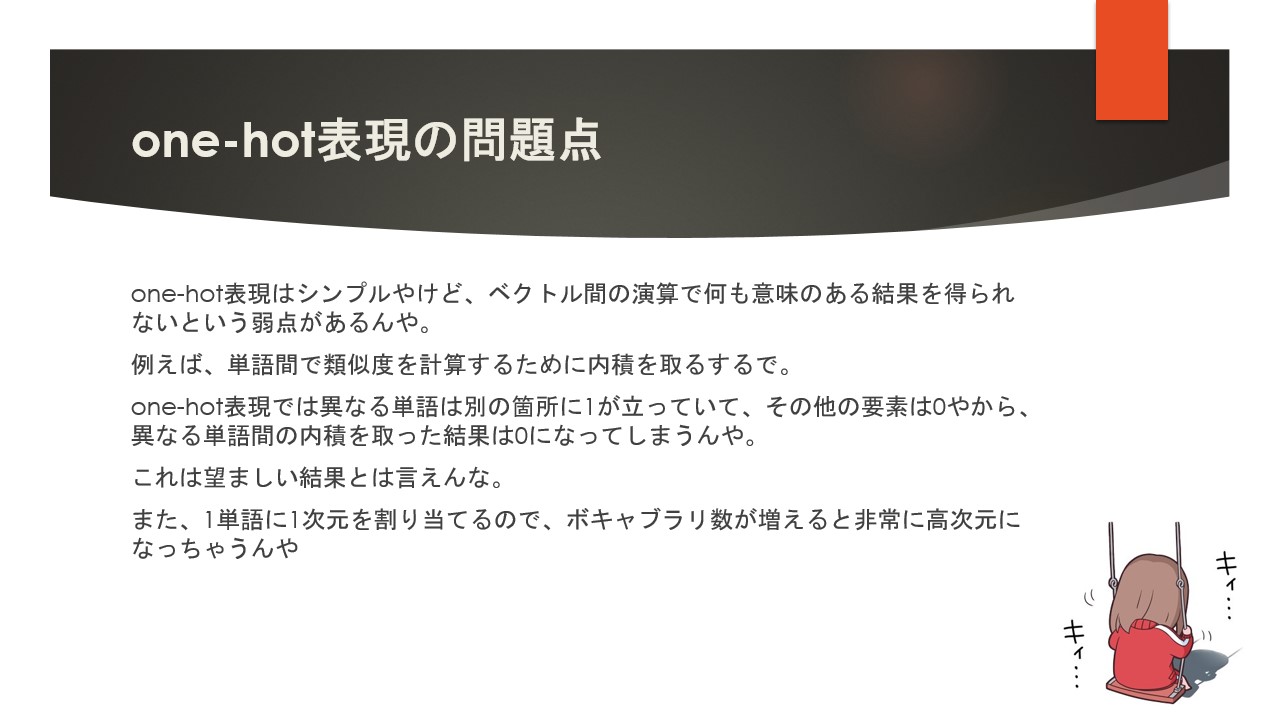 one-hot表現の問題点
one-hot表現はシンプルやけど、ベクトル間の演算で何も意味のある結果を得られ
ないという弱点があるんや。
例えば、単語間で類似度を計算するために内積を取るするで。
one-hot表現では異なる単語は別の箇所に1が立っていて、その他の要素は0やから、
異なる単語間の内積を取った結果は0になってしまうんや。
これは望ましい結果とは言えんな。
また、1単語に1次元を割り当てるので、ボキャブラリ数が増えると非常に高次元に
なっちゃうんや
キィ…
キィ…